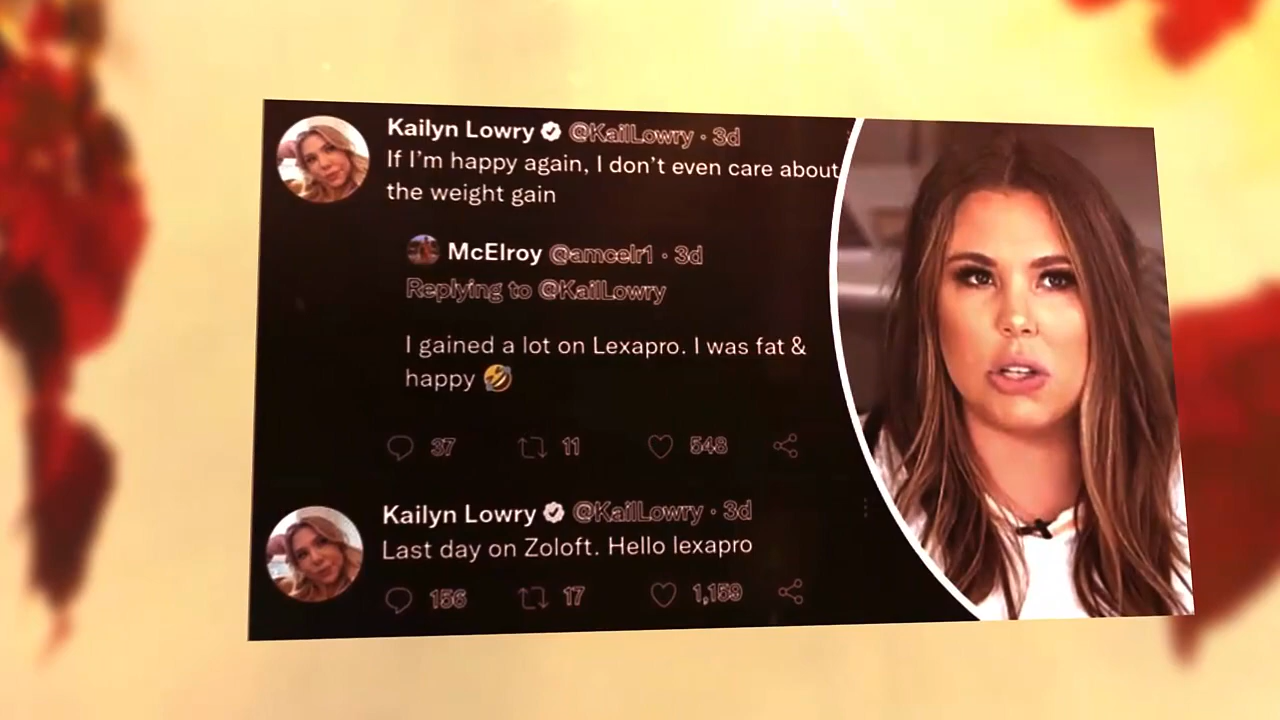 Kailyn Lowry @KailLowry · 3d
If I'm happy again, I don't even care about
the weight gain
McElroy @amcelr1 · 3d
Replying to @KailLowry
I gained a lot on Lexapro. I was fat &
happy 🤣
37 11 548
Kailyn Lowry @KailLowry · 3d
Last day on Zoloft. Hello lexapro
156 17 1,159